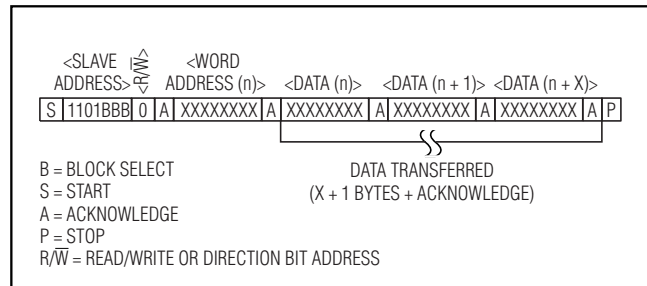 <SLAVE ADDRESS>
<R/W̅>
<WORD ADDRESS (n)>
<DATA (n)>
<DATA (n + 1)>
<DATA (n + X)>
S 1101BBB 0 A XXXXXXXX A XXXXXXXX A XXXXXXXX A XXXXXXXX A P
DATA TRANSFERRED
(X + 1 BYTES + ACKNOWLEDGE)
B = BLOCK SELECT
S = START
A = ACKNOWLEDGE
P = STOP
R/W̅ = READ/WRITE OR DIRECTION BIT ADDRESS